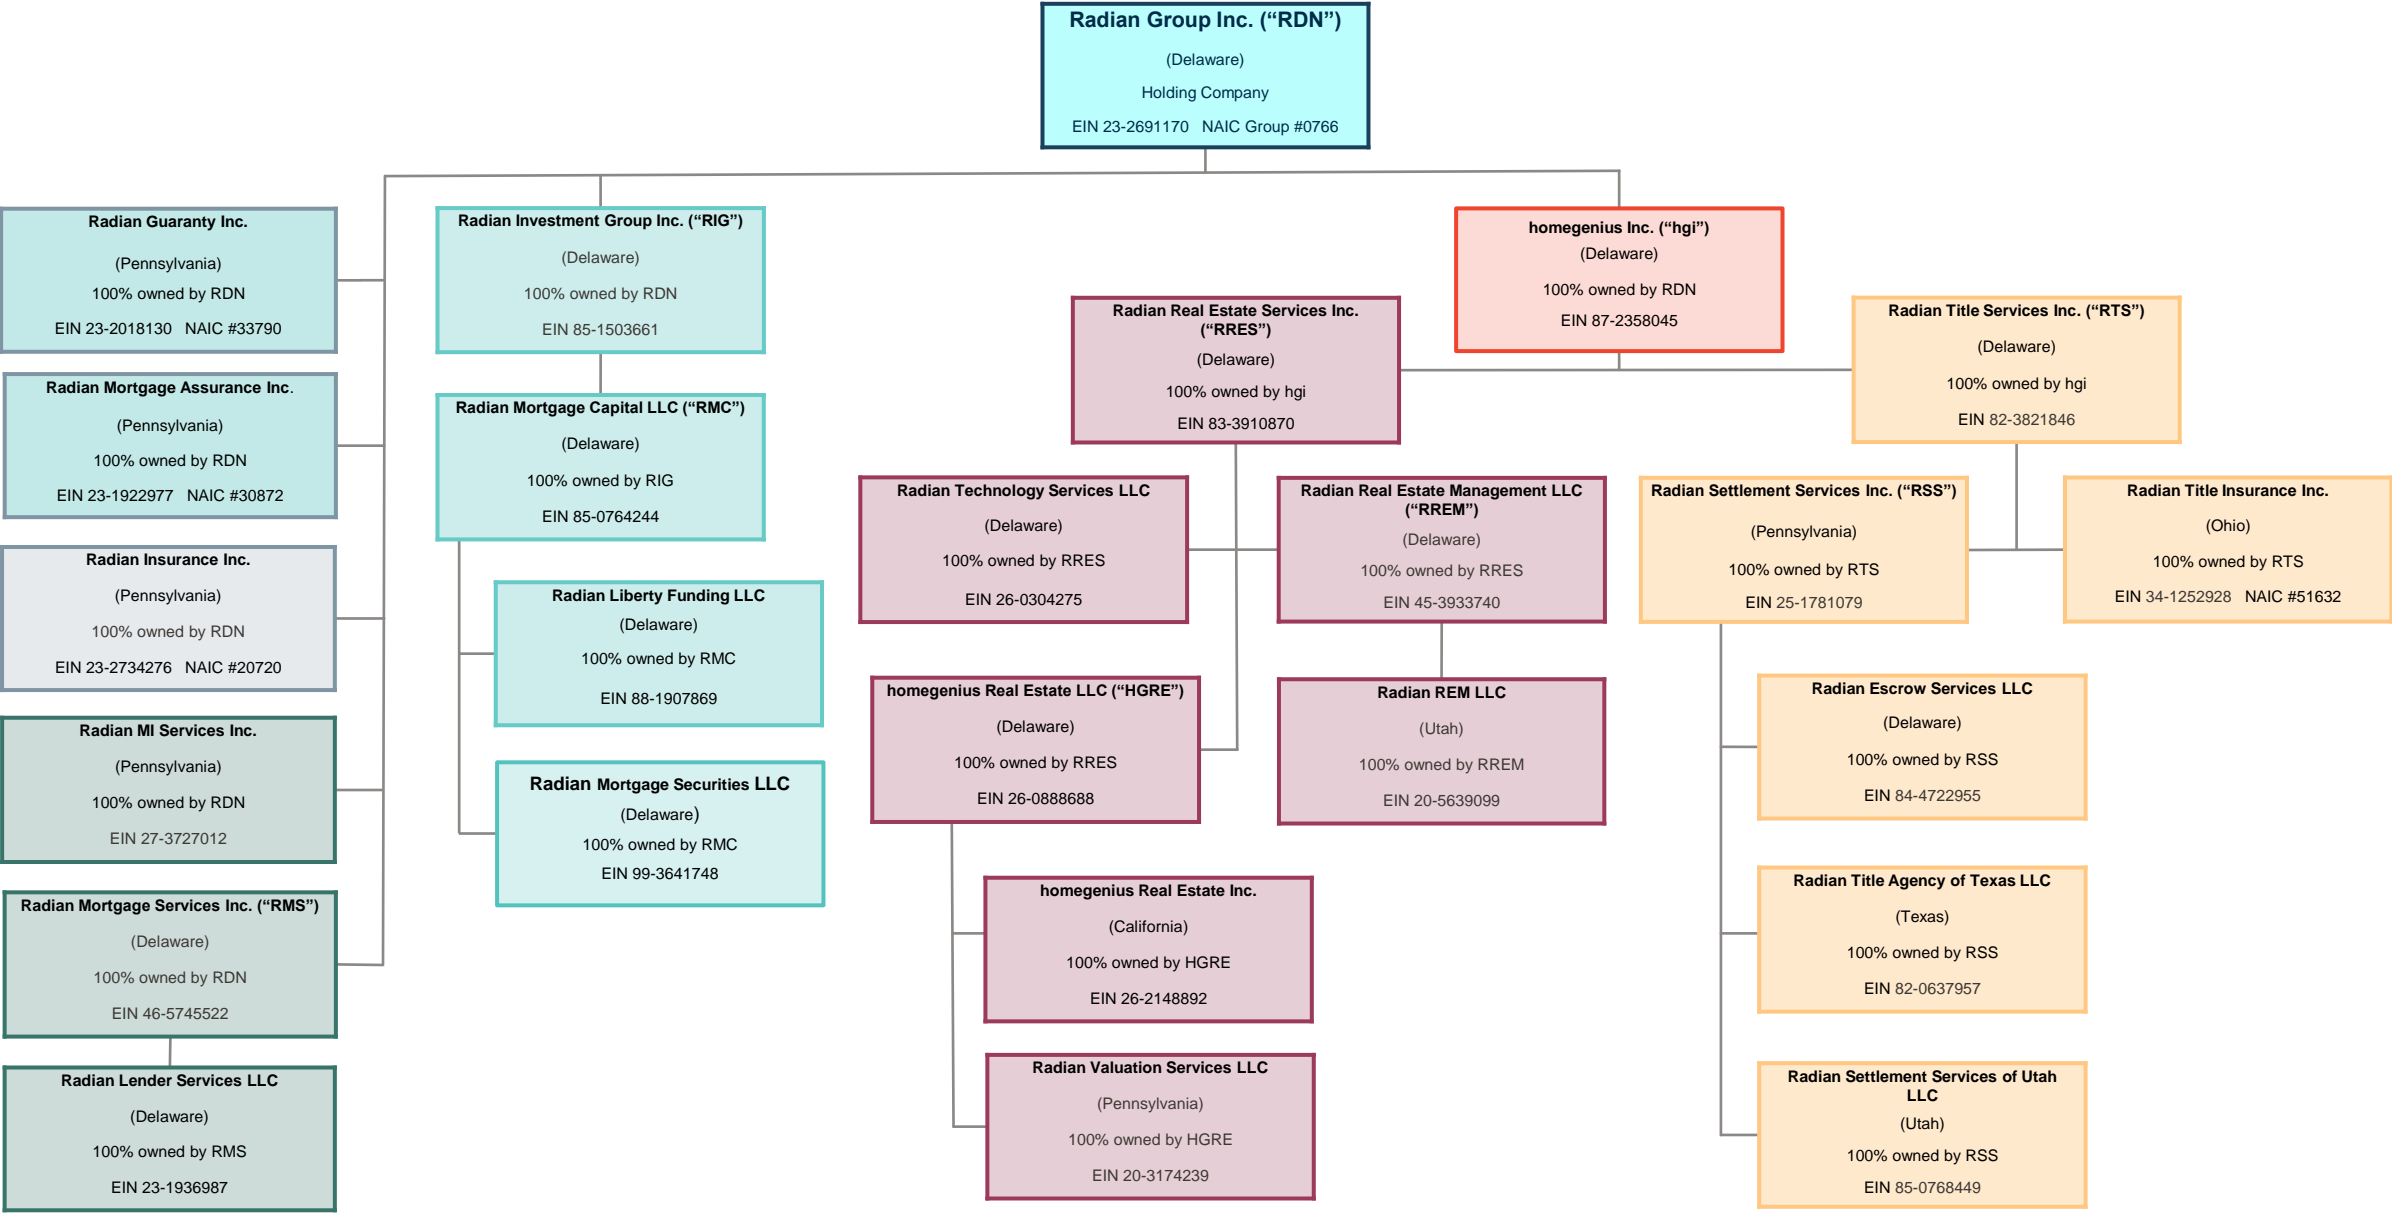 Radian Group Inc. (“RDN”)
(Delaware)
Holding Company
EIN 23-2691170 NAIC Group #0766
Radian Guaranty Inc.
(Pennsylvania)
100% owned by RDN
EIN 23-2018130 NAIC #33790
Radian Mortgage Assurance Inc.
(Pennsylvania)
100% owned by RDN
EIN 23-1922977 NAIC #30872
Radian Insurance Inc.
(Pennsylvania)
100% owned by RDN
EIN 23-2734276 NAIC #20720
Radian MI Services Inc.
(Pennsylvania)
100% owned by RDN
EIN 27-3727012
Radian Mortgage Services Inc. (“RMS”)
(Delaware)
100% owned by RDN
EIN 46-5745522
Radian Lender Services LLC
(Delaware)
100% owned by RMS
EIN 23-1936987
Radian Investment Group Inc. (“RIG”)
(Delaware)
100% owned by RDN
EIN 85-1503661
Radian Mortgage Capital LLC (“RMC”)
(Delaware)
100% owned by RIG
EIN 85-0764244
Radian Liberty Funding LLC
(Delaware)
100% owned by RMC
EIN 88-1907869
Radian Mortgage Securities LLC
(Delaware)
100% owned by RMC
EIN 99-3641748
homegenius Inc. (“hgi”)
(Delaware)
100% owned by RDN
EIN 87-2358045
Radian Real Estate Services Inc.
(“RRES”)
(Delaware)
100% owned by hgi
EIN 83-3910870
Radian Technology Services LLC
(Delaware)
100% owned by RRES
EIN 26-0304275
Radian Real Estate Management LLC
(“RREM”)
(Delaware)
100% owned by RRES
EIN 45-3933740
homegenius Real Estate LLC (“HGRE”)
(Delaware)
100% owned by RRES
EIN 26-0888688
Radian REM LLC
(Utah)
100% owned by RREM
EIN 20-5639099
homegenius Real Estate Inc.
(California)
100% owned by HGRE
EIN 26-2148892
Radian Valuation Services LLC
(Pennsylvania)
100% owned by HGRE
EIN 20-3174239
Radian Title Services Inc. (“RTS”)
(Delaware)
100% owned by hgi
EIN 82-3821846
Radian Settlement Services Inc. (“RSS”)
(Pennsylvania)
100% owned by RTS
EIN 25-1781079
Radian Title Insurance Inc.
(Ohio)
100% owned by RTS
EIN 34-1252928 NAIC #51632
Radian Escrow Services LLC
(Delaware)
100% owned by RSS
EIN 84-4722955
Radian Title Agency of Texas LLC
(Texas)
100% owned by RSS
EIN 82-0637957
Radian Settlement Services of Utah
LLC
(Utah)
100% owned by RSS
EIN 85-0768449